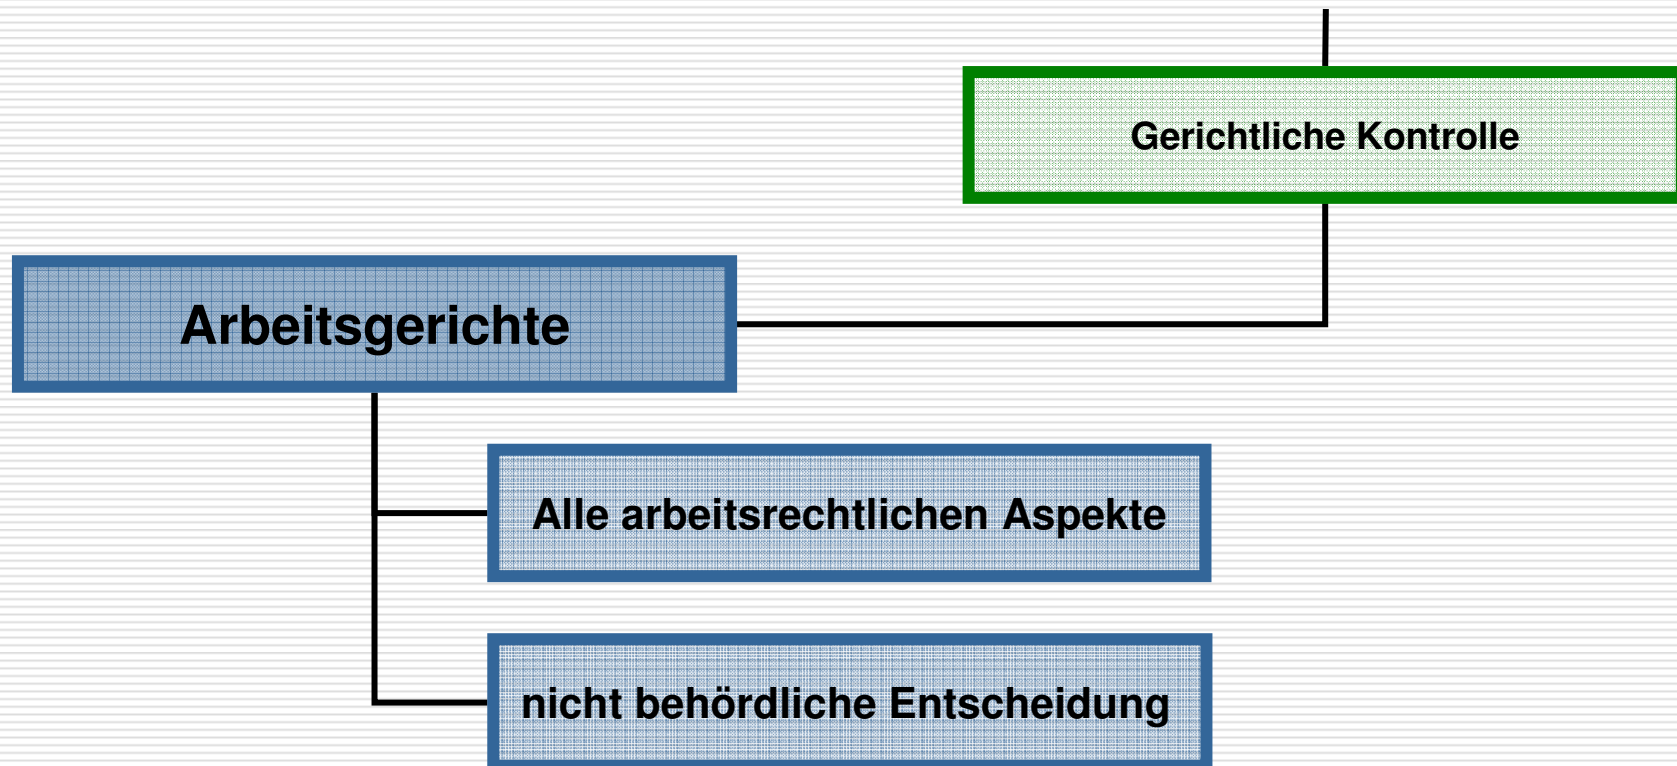 Gerichtliche Kontrolle
Arbeitsgerichte
Alle arbeitsrechtlichen Aspekte
nicht behördliche Entscheidung